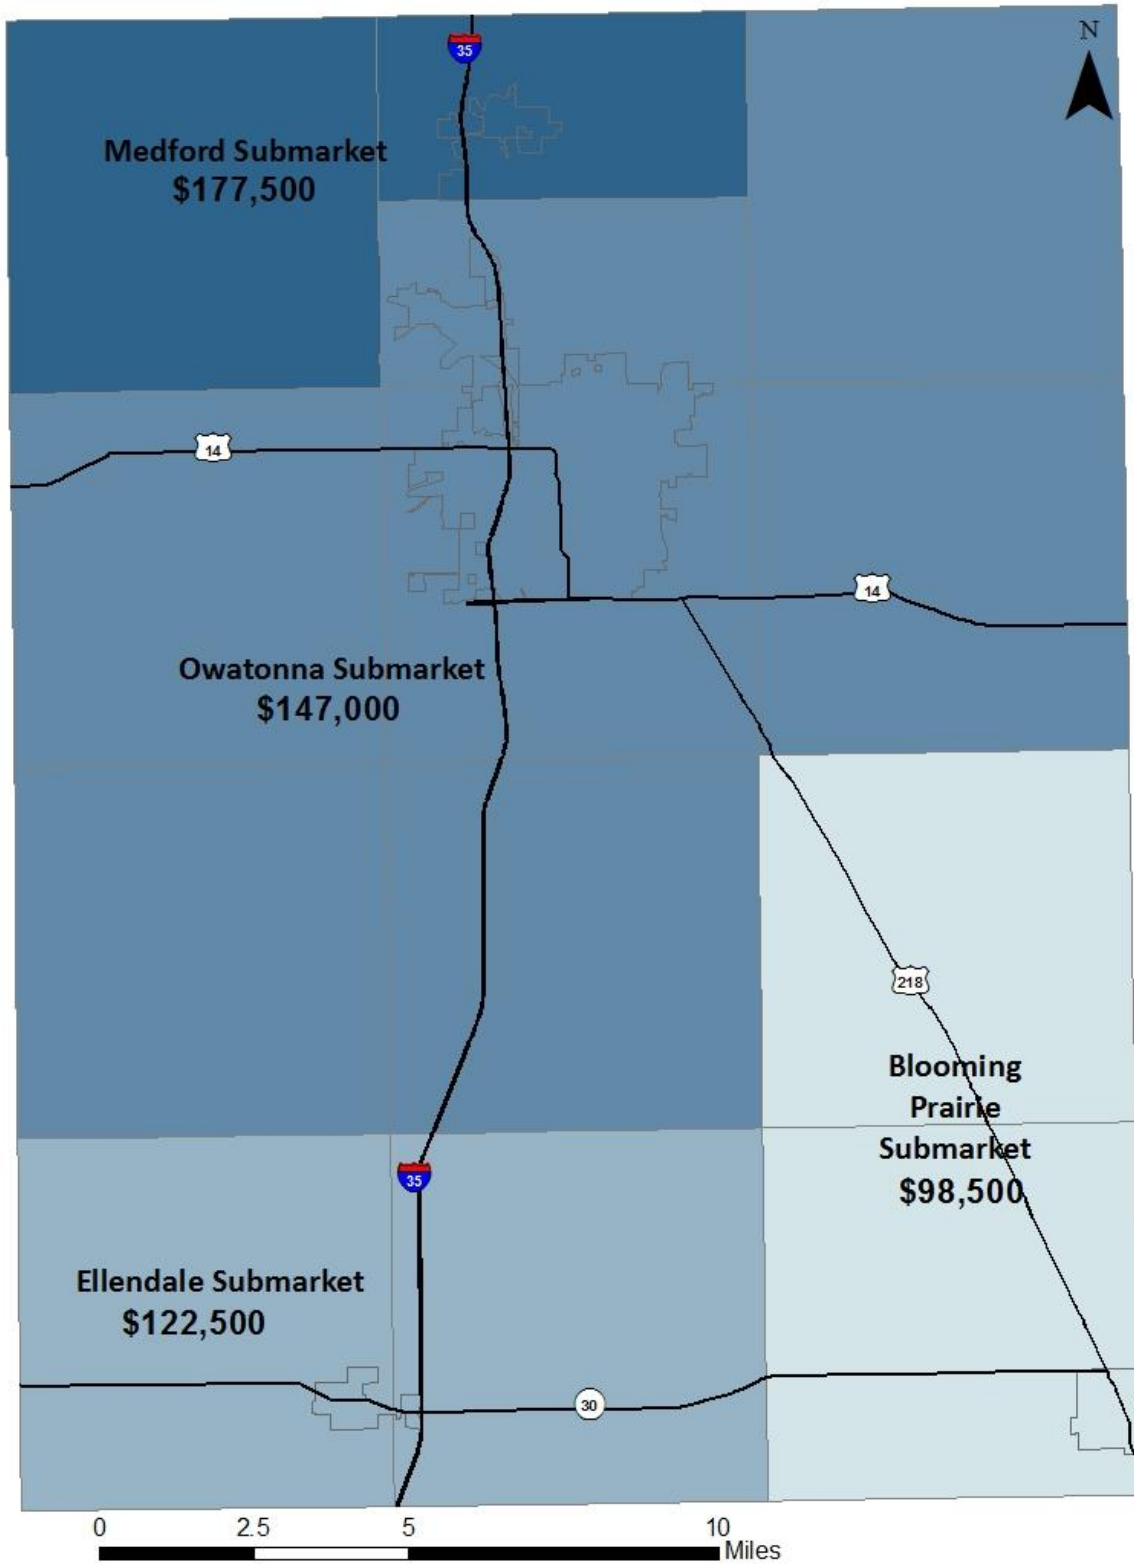 N
35
Medford Submarket
$177,500
14
14
Owatonna Submarket
$147,000
218
Blooming
Prairie
Submarket
$98,500
35
Ellendale Submarket
$122,500
30
0 2.5 5 10
Miles